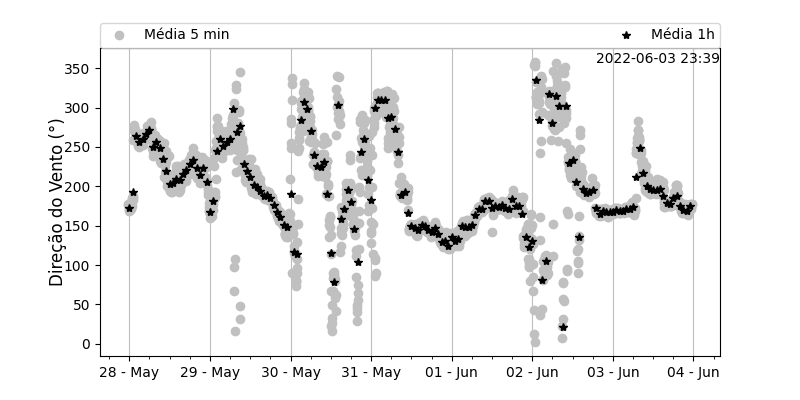 Média 5 min
Média 1h
2022-06-03 23:39
Direção do Vento (°)
350
300
250
200
150
100
50
0
28 - May
29 - May
30 - May
31 - May
01 - Jun
02 - Jun
03 - Jun
04 - Jun